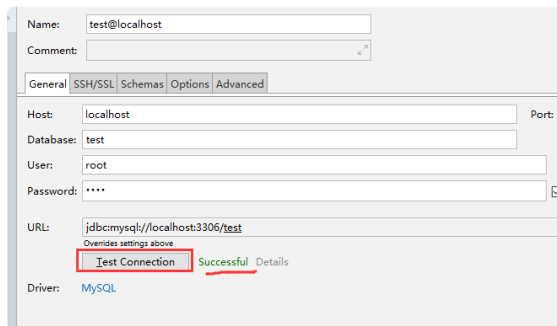 Name: test@localhost
Comment:
General SSH/SSL Schemas Options Advanced
Host: localhost Port:
Database: test
User: root
Password: ••••
URL: jdbc:mysql://localhost:3306/test
Overrides settings above
Test Connection Successful Details
Driver: MySQL